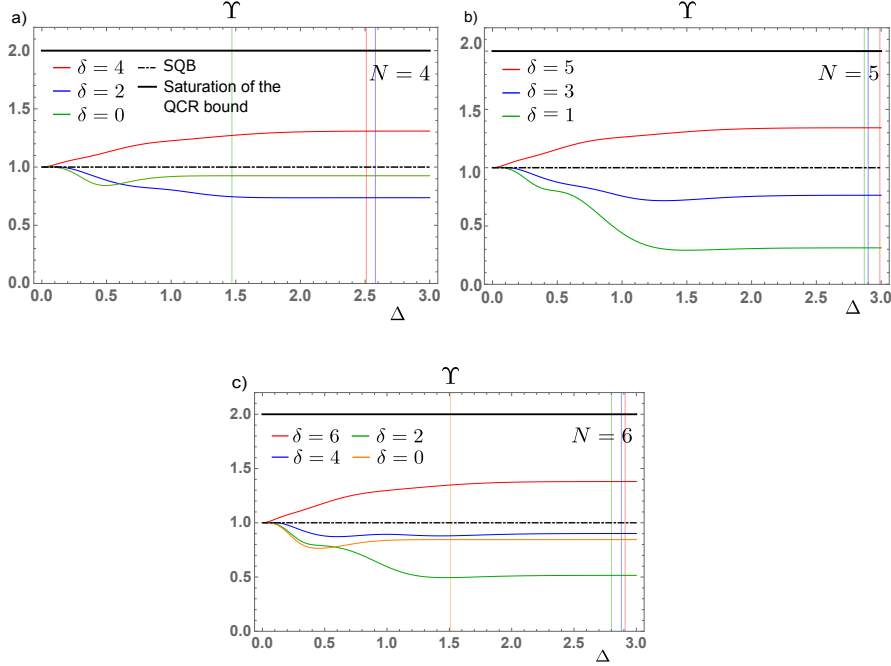 a) ϒ
2.0
δ = 4 SQB N = 4
δ = 2 Saturation of the
δ = 0 QCR bound
1.5
1.0
0.5
0.0
0.0 0.5 1.0 1.5 2.0 2.5 3.0
Δ
b) ϒ
2.0
δ = 5 N = 5
δ = 3
δ = 1
1.5
1.0
0.5
0.0
0.0 0.5 1.0 1.5 2.0 2.5 3.0
Δ
c) ϒ
2.0
δ = 6 δ = 2 N = 6
δ = 4 δ = 0
1.5
1.0
0.5
0.0
0.0 0.5 1.0 1.5 2.0 2.5 3.0
Δ